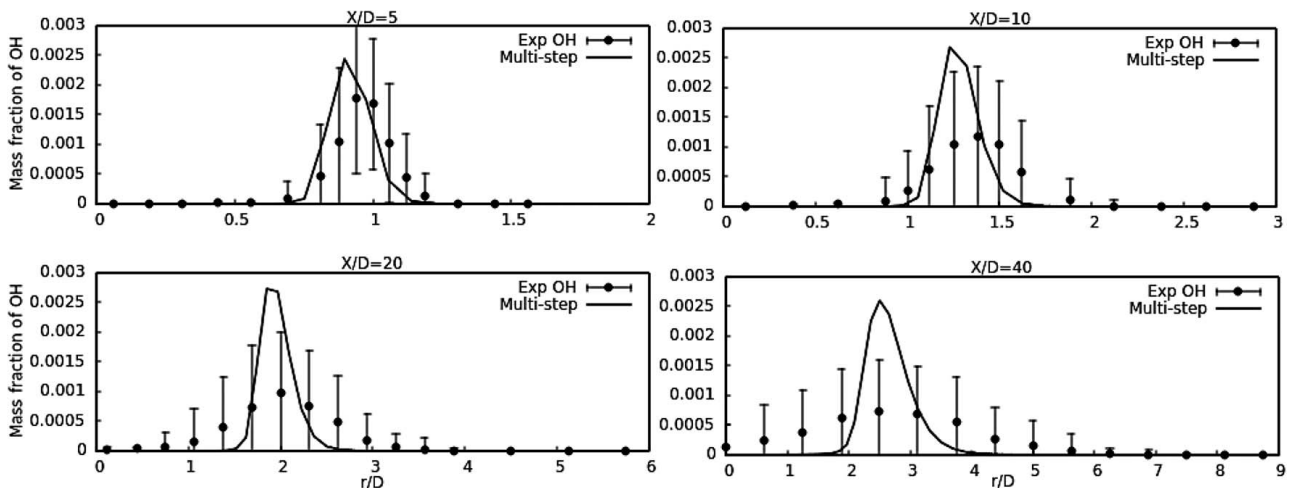 X/D=5
Mass fraction of OH
0.003
0.0025
0.002
0.0015
0.001
0.0005
0
0 0.5 1 1.5 2
Exp OH
Multi-step
X/D=10
0.003
0.0025
0.002
0.0015
0.001
0.0005
0
0 0.5 1 1.5 2 2.5 3
Exp OH
Multi-step
X/D=20
Mass fraction of OH
0.003
0.0025
0.002
0.0015
0.001
0.0005
0
0 1 2 3 4 5 6
r/D
Exp OH
Multi-step
X/D=40
0.003
0.0025
0.002
0.0015
0.001
0.0005
0
0 1 2 3 4 5 6 7 8 9
r/D
Exp OH
Multi-step